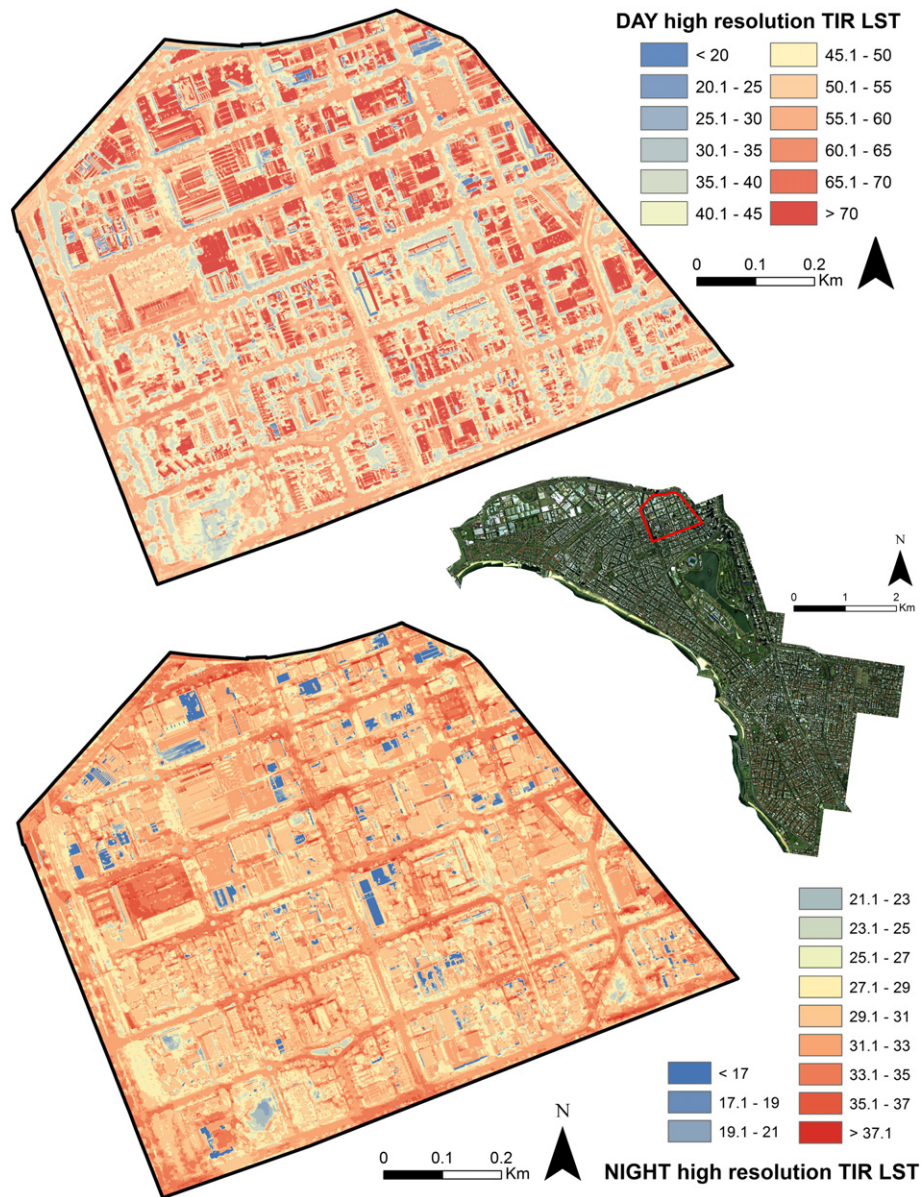 DAY high resolution TIR LST
< 20
20.1 - 25
25.1 - 30
30.1 - 35
35.1 - 40
40.1 - 45
45.1 - 50
50.1 - 55
55.1 - 60
60.1 - 65
65.1 - 70
> 70
0 0.1 0.2
Km
N
0 1 2
Km
21.1 - 23
23.1 - 25
25.1 - 27
27.1 - 29
29.1 - 31
31.1 - 33
33.1 - 35
35.1 - 37
> 37.1
< 17
17.1 - 19
19.1 - 21
N
0 0.1 0.2
Km
NIGHT high resolution TIR LST